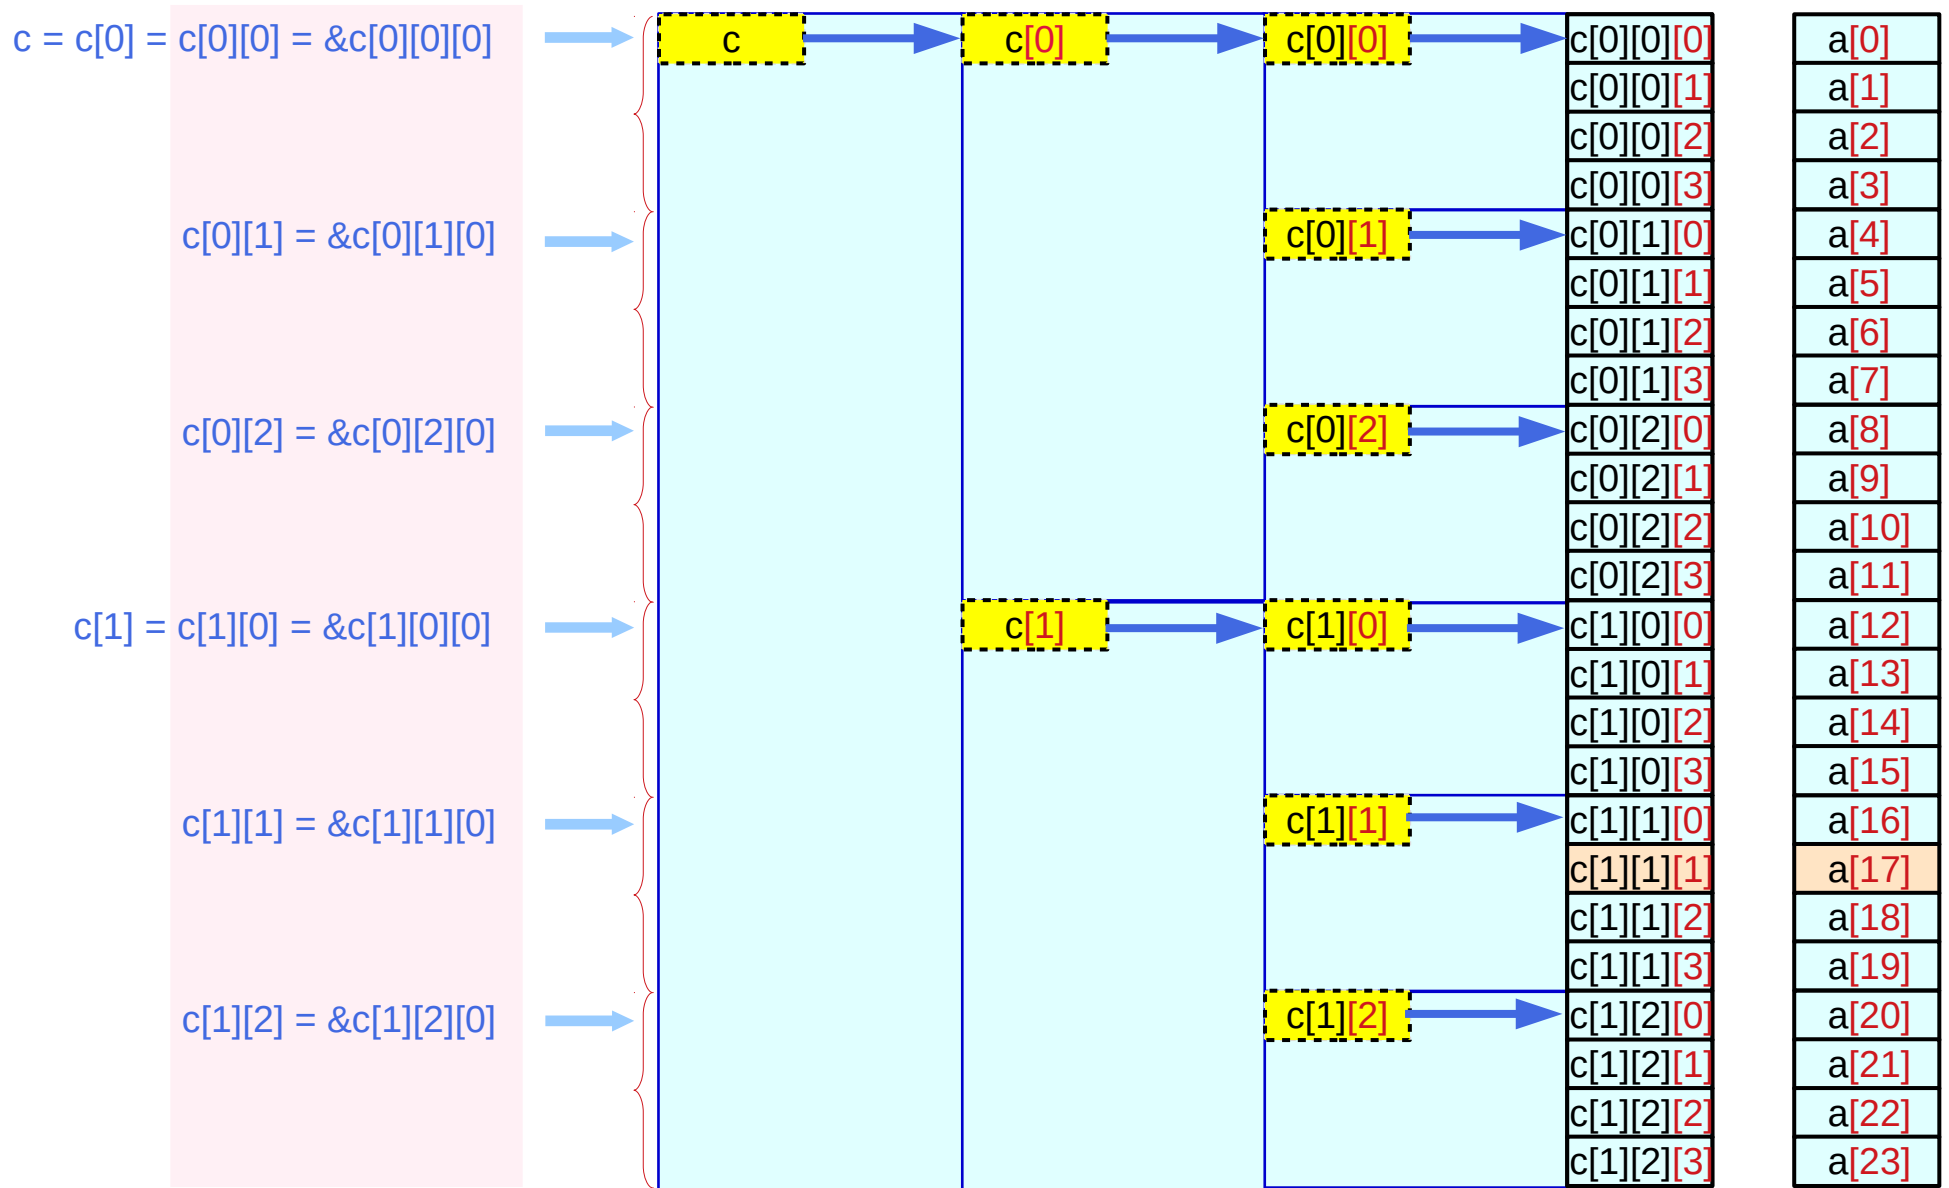 c = c[0] = c[0][0] = &c[0][0][0] c c[0] c[0][0] c[0][0][0] a[0]
c[0][0][1] a[1]
c[0][0][2] a[2]
c[0][0][3] a[3]
c[0][1] = &c[0][1][0] c[0][1] c[0][1][0] a[4]
c[0][1][1] a[5]
c[0][1][2] a[6]
c[0][1][3] a[7]
c[0][2] = &c[0][2][0] c[0][2] c[0][2][0] a[8]
c[0][2][1] a[9]
c[0][2][2] a[10]
c[0][2][3] a[11]
c[1] = c[1][0] = &c[1][0][0] c[1] c[1][0] c[1][0][0] a[12]
c[1][0][1] a[13]
c[1][0][2] a[14]
c[1][0][3] a[15]
c[1][1] = &c[1][1][0] c[1][1] c[1][1][0] a[16]
c[1][1][1] a[17]
c[1][1][2] a[18]
c[1][1][3] a[19]
c[1][2] = &c[1][2][0] c[1][2] c[1][2][0] a[20]
c[1][2][1] a[21]
c[1][2][2] a[22]
c[1][2][3] a[23]